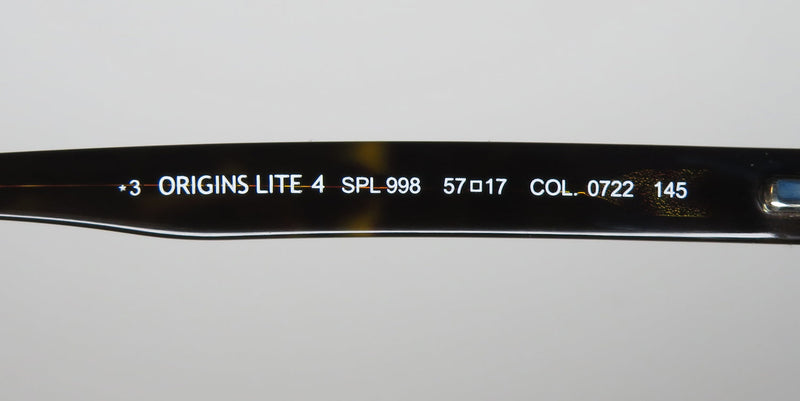 *3 ORIGINS LITE 4 SPL 998 57□17 COL. 0722 145